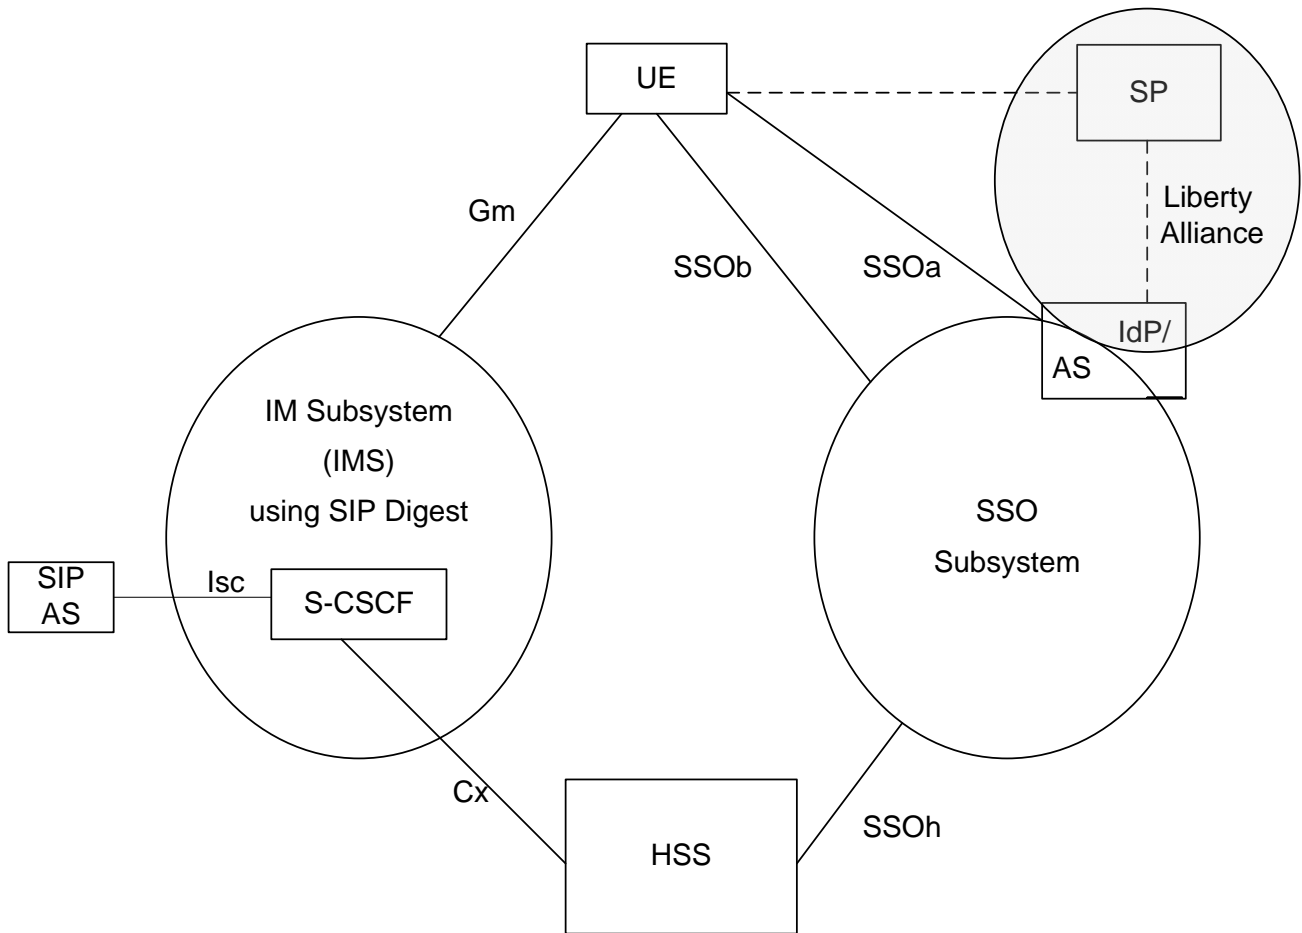 UE
SP
Liberty
Alliance
Gm
SSOb
SSOa
IdP/
AS
IM Subsystem
(IMS)
using SIP Digest
SSO
Subsystem
SIP
AS
Isc
S-CSCF
Cx
HSS
SSOh